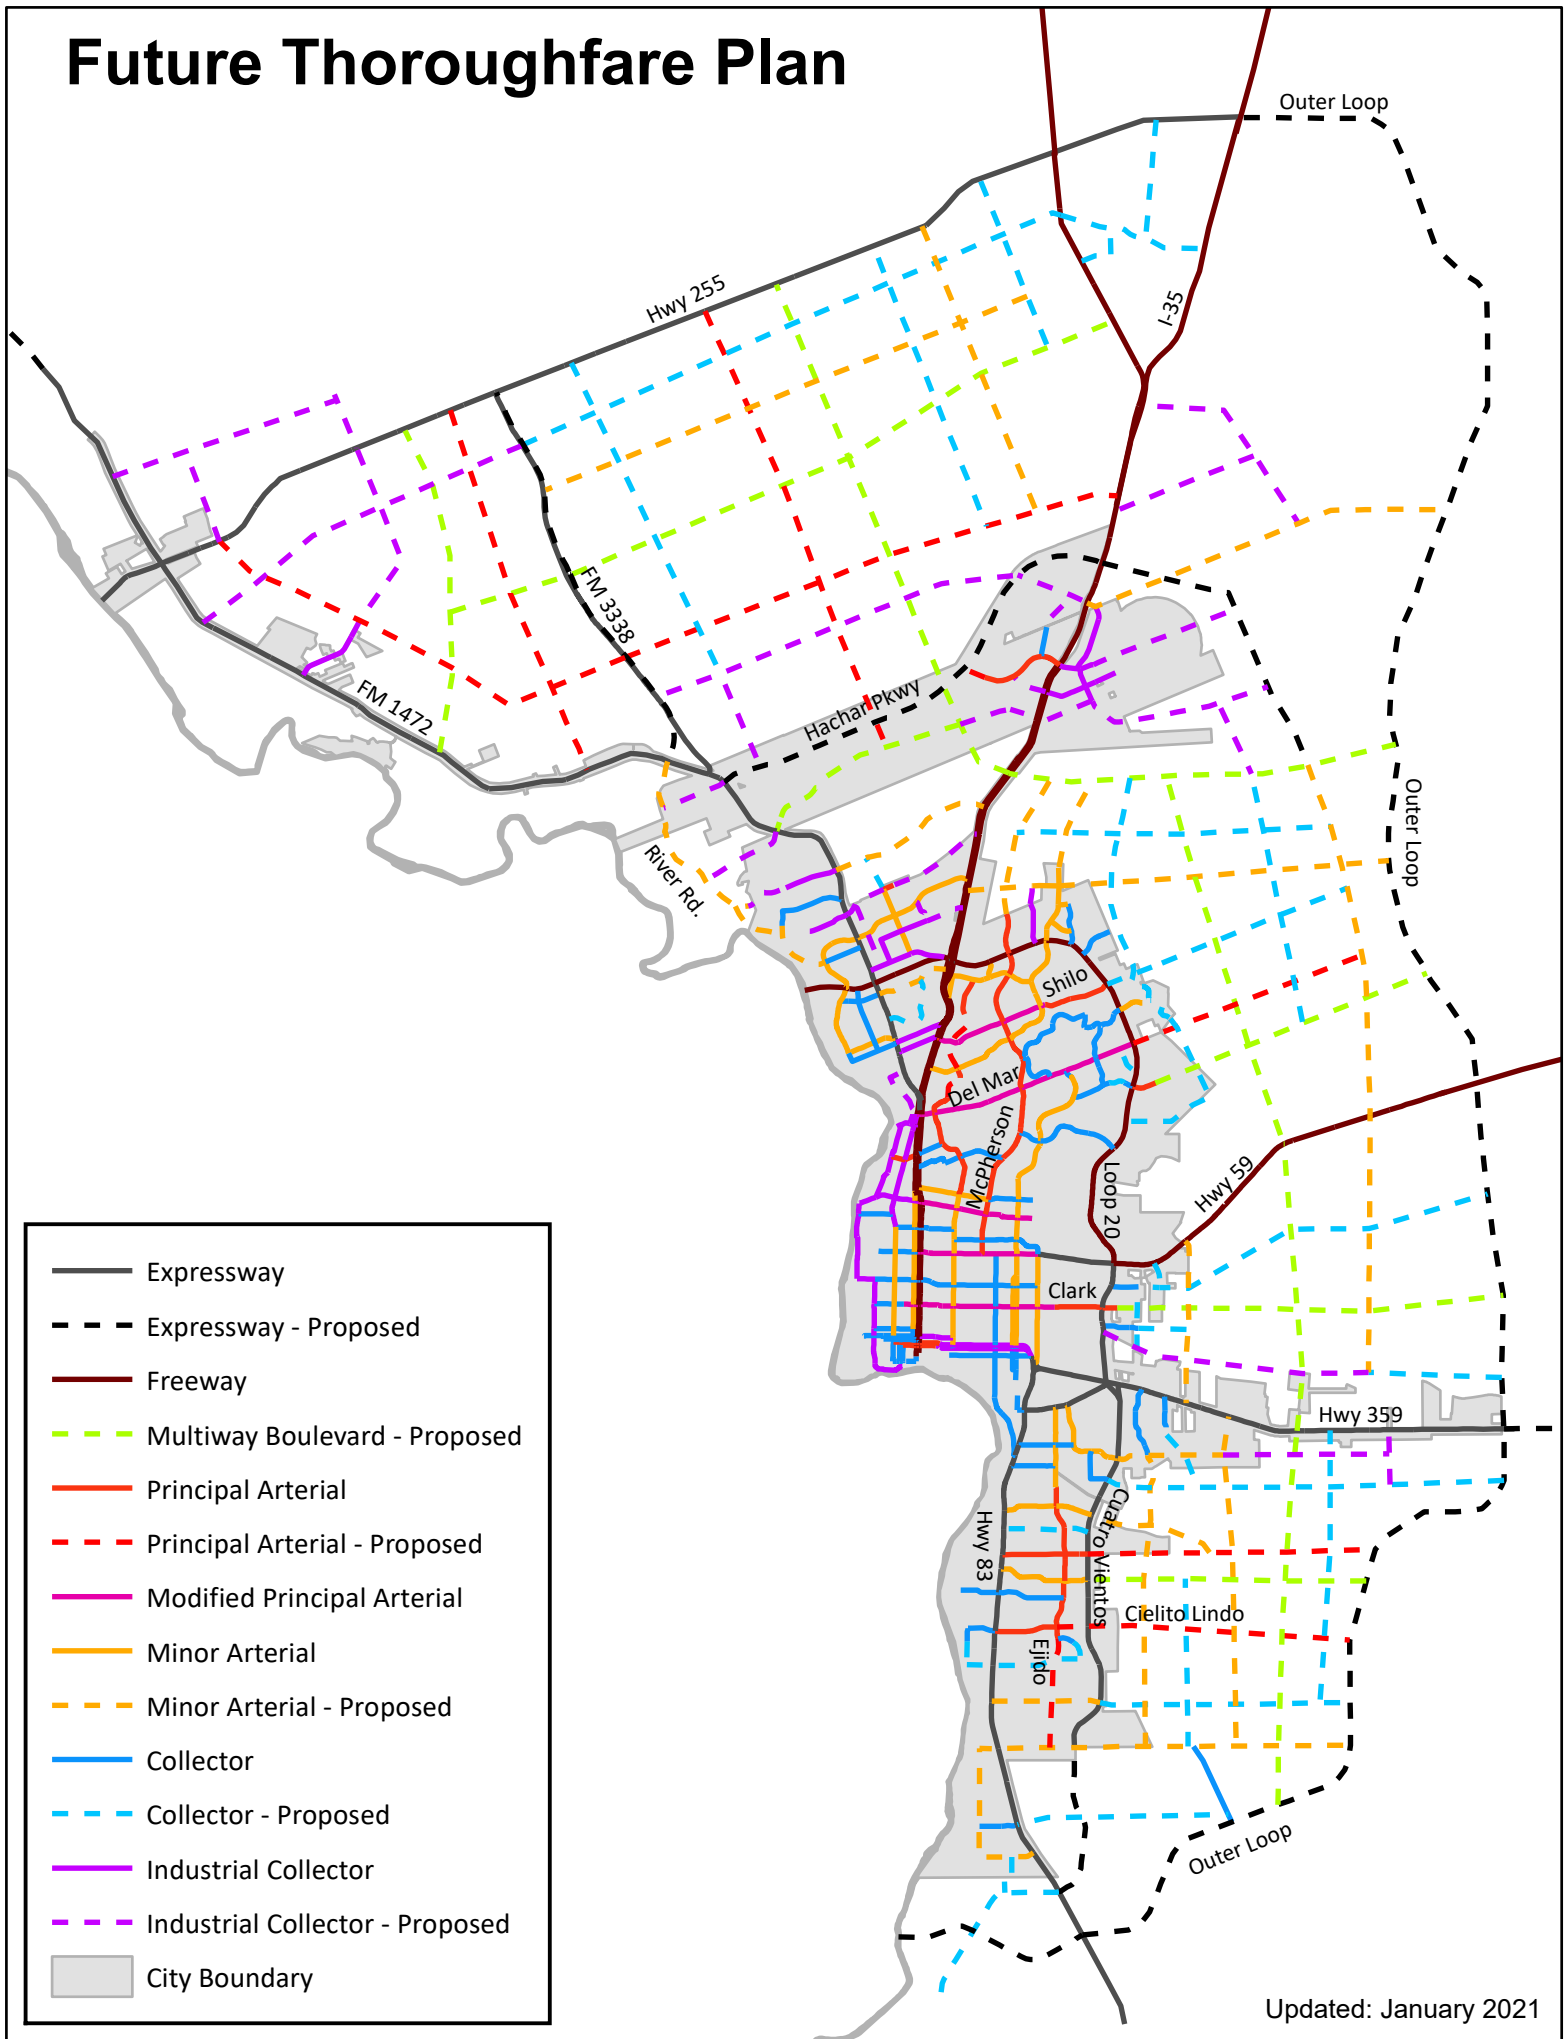 Future Thoroughfare Plan
Outer Loop
Hwy 255
I-35
FM 3338
FM 1472
Hachar Pkwy
Outer Loop
River Rd.
Shilo
Del Mar
McPherson
Loop 20
Hwy 59
Clark
Hwy 359
Cuatro Vientos
Hwy 83
Cielito Lindo
Ejido
Outer Loop
Expressway
Expressway - Proposed
Freeway
Multiway Boulevard - Proposed
Principal Arterial
Principal Arterial - Proposed
Modified Principal Arterial
Minor Arterial
Minor Arterial - Proposed
Collector
Collector - Proposed
Industrial Collector
Industrial Collector - Proposed
City Boundary
Updated: January 2021